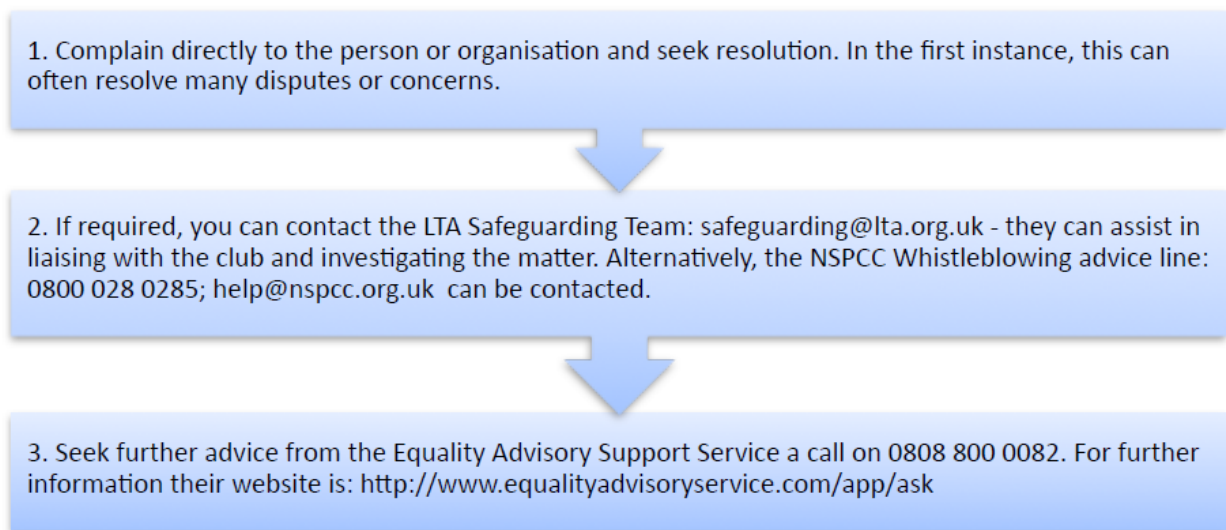 1. Complain directly to the person or organisation and seek resolution. In the first instance, this can
often resolve many disputes or concerns.
2. If required, you can contact the LTA Safeguarding Team: safeguarding@lta.org.uk - they can assist in
liaising with the club and investigating the matter. Alternatively, the NSPCC Whistleblowing advice line:
0800 028 0285; help@nspcc.org.uk can be contacted.
3. Seek further advice from the Equality Advisory Support Service a call on 0808 800 0082. For further
information their website is: http://www.equalityadvisoryservice.com/app/ask